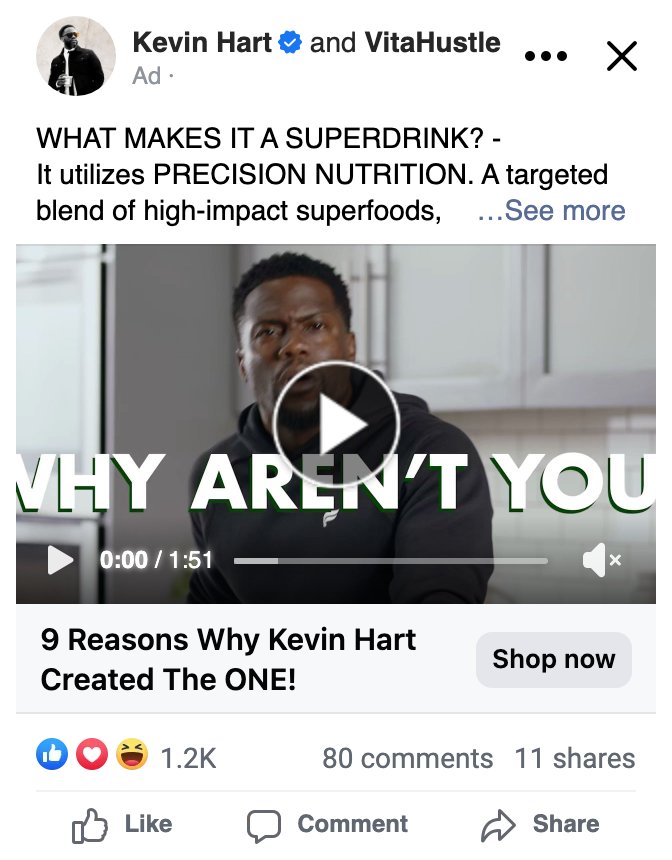 Kevin Hart and VitaHustle
Ad ·
WHAT MAKES IT A SUPERDRINK? -
It utilizes PRECISION NUTRITION. A targeted
blend of high-impact superfoods, ...See more
WHY AREN'T YOU
0:00 / 1:51
9 Reasons Why Kevin Hart
Created The ONE!
Shop now
1.2K 80 comments 11 shares
Like Comment Share